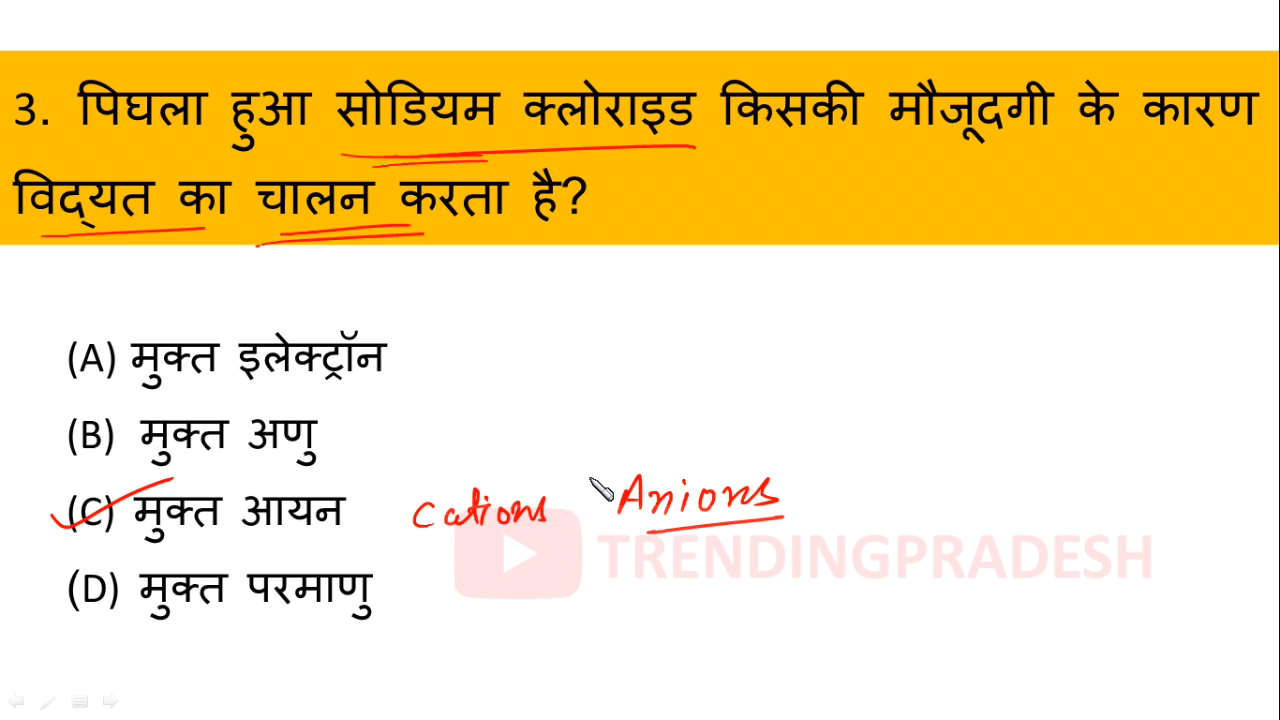 3. पिघला हुआ सोडियम क्लोराइड किसकी मौजूदगी के कारण
विद्यत का चालन करता है?
(A) मुक्त इलेक्ट्रॉन
(B) मुक्त अणु
(C) मुक्त आयन cations Anions
TRENDINGPRADESH
(D) मुक्त परमाणु